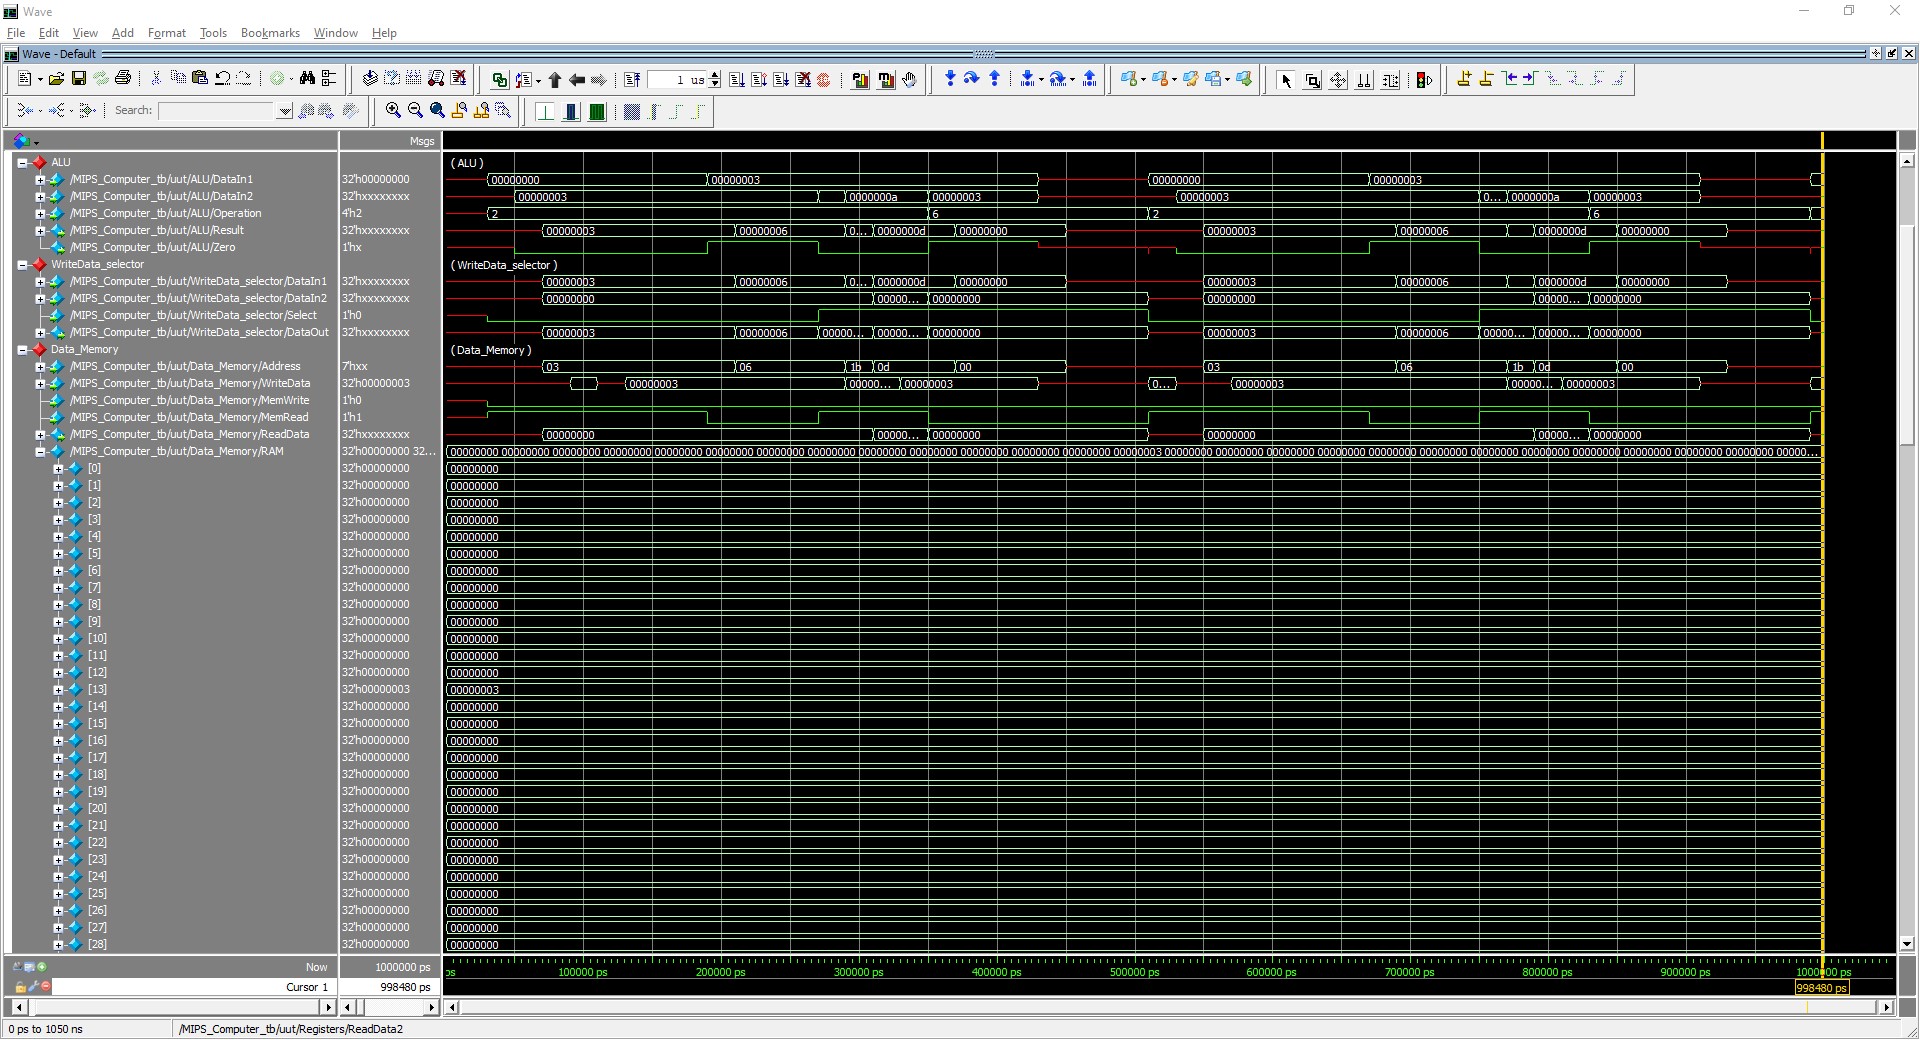 Wave
File Edit View Add Format Tools Bookmarks Window Help
Wave - Default
1 us
Search:
Msgs
ALU (ALU)
/MIPS_Computer_tb/uut/ALU/DataIn1 32'h00000000 00000000 00000003 00000000 00000003
/MIPS_Computer_tb/uut/ALU/DataIn2 32'hxxxxxxxx 00000003 0000000a 00000003 00000003 0... 0000000a 00000003
/MIPS_Computer_tb/uut/ALU/Operation 4'h2 2 6 2 6
/MIPS_Computer_tb/uut/ALU/Result 32'hxxxxxxxx 00000003 00000006 0... 0000000d 00000000 00000003 00000006 0000000d 00000000
/MIPS_Computer_tb/uut/ALU/Zero 1'hx
WriteData_selector (WriteData_selector)
/MIPS_Computer_tb/uut/WriteData_selector/DataIn1 32'hxxxxxxxx 00000003 00000006 0... 0000000d 00000000 00000003 00000006 0000000d 00000000
/MIPS_Computer_tb/uut/WriteData_selector/DataIn2 32'hxxxxxxxx 00000000 00000... 00000000 00000000 00000... 00000000
/MIPS_Computer_tb/uut/WriteData_selector/Select 1'h0
/MIPS_Computer_tb/uut/WriteData_selector/DataOut 32'hxxxxxxxx 00000003 00000006 00000... 00000... 00000000 00000003 00000006 00000... 00000... 00000000
Data_Memory (Data_Memory)
/MIPS_Computer_tb/uut/Data_Memory/Address 7'hxx 03 06 1b 0d 00 03 06 1b 0d 00
/MIPS_Computer_tb/uut/Data_Memory/WriteData 32'h00000003 00000003 00000... 00000003 0... 00000003 00000... 00000003
/MIPS_Computer_tb/uut/Data_Memory/MemWrite 1'h0
/MIPS_Computer_tb/uut/Data_Memory/MemRead 1'h1
/MIPS_Computer_tb/uut/Data_Memory/ReadData 32'hxxxxxxxx 00000000 00000... 00000000 00000000 00000... 00000000
/MIPS_Computer_tb/uut/Data_Memory/RAM 32'h00000000 32... 00000000 00000000 00000000 00000000 00000000 00000000 00000000 00000000 00000000 00000000 00000000 00000000 00000000 00000003 00000000 00000000 00000000 00000000 00000000 00000000 00000000 00000000 00000000 00000000 00000000 00000000 00000...
[0] 32'h00000000 00000000
[1] 32'h00000000 00000000
[2] 32'h00000000 00000000
[3] 32'h00000000 00000000
[4] 32'h00000000 00000000
[5] 32'h00000000 00000000
[6] 32'h00000000 00000000
[7] 32'h00000000 00000000
[8] 32'h00000000 00000000
[9] 32'h00000000 00000000
[10] 32'h00000000 00000000
[11] 32'h00000000 00000000
[12] 32'h00000000 00000000
[13] 32'h00000003 00000003
[14] 32'h00000000 00000000
[15] 32'h00000000 00000000
[16] 32'h00000000 00000000
[17] 32'h00000000 00000000
[18] 32'h00000000 00000000
[19] 32'h00000000 00000000
[20] 32'h00000000 00000000
[21] 32'h00000000 00000000
[22] 32'h00000000 00000000
[23] 32'h00000000 00000000
[24] 32'h00000000 00000000
[25] 32'h00000000 00000000
[26] 32'h00000000 00000000
[27] 32'h00000000 00000000
[28] 32'h00000000 00000000
Now 1000000 ps ps 100000 ps 200000 ps 300000 ps 400000 ps 500000 ps 600000 ps 700000 ps 800000 ps 900000 ps 1000000 ps
Cursor 1 998480 ps 998480 ps
0 ps to 1050 ns /MIPS_Computer_tb/uut/Registers/ReadData2